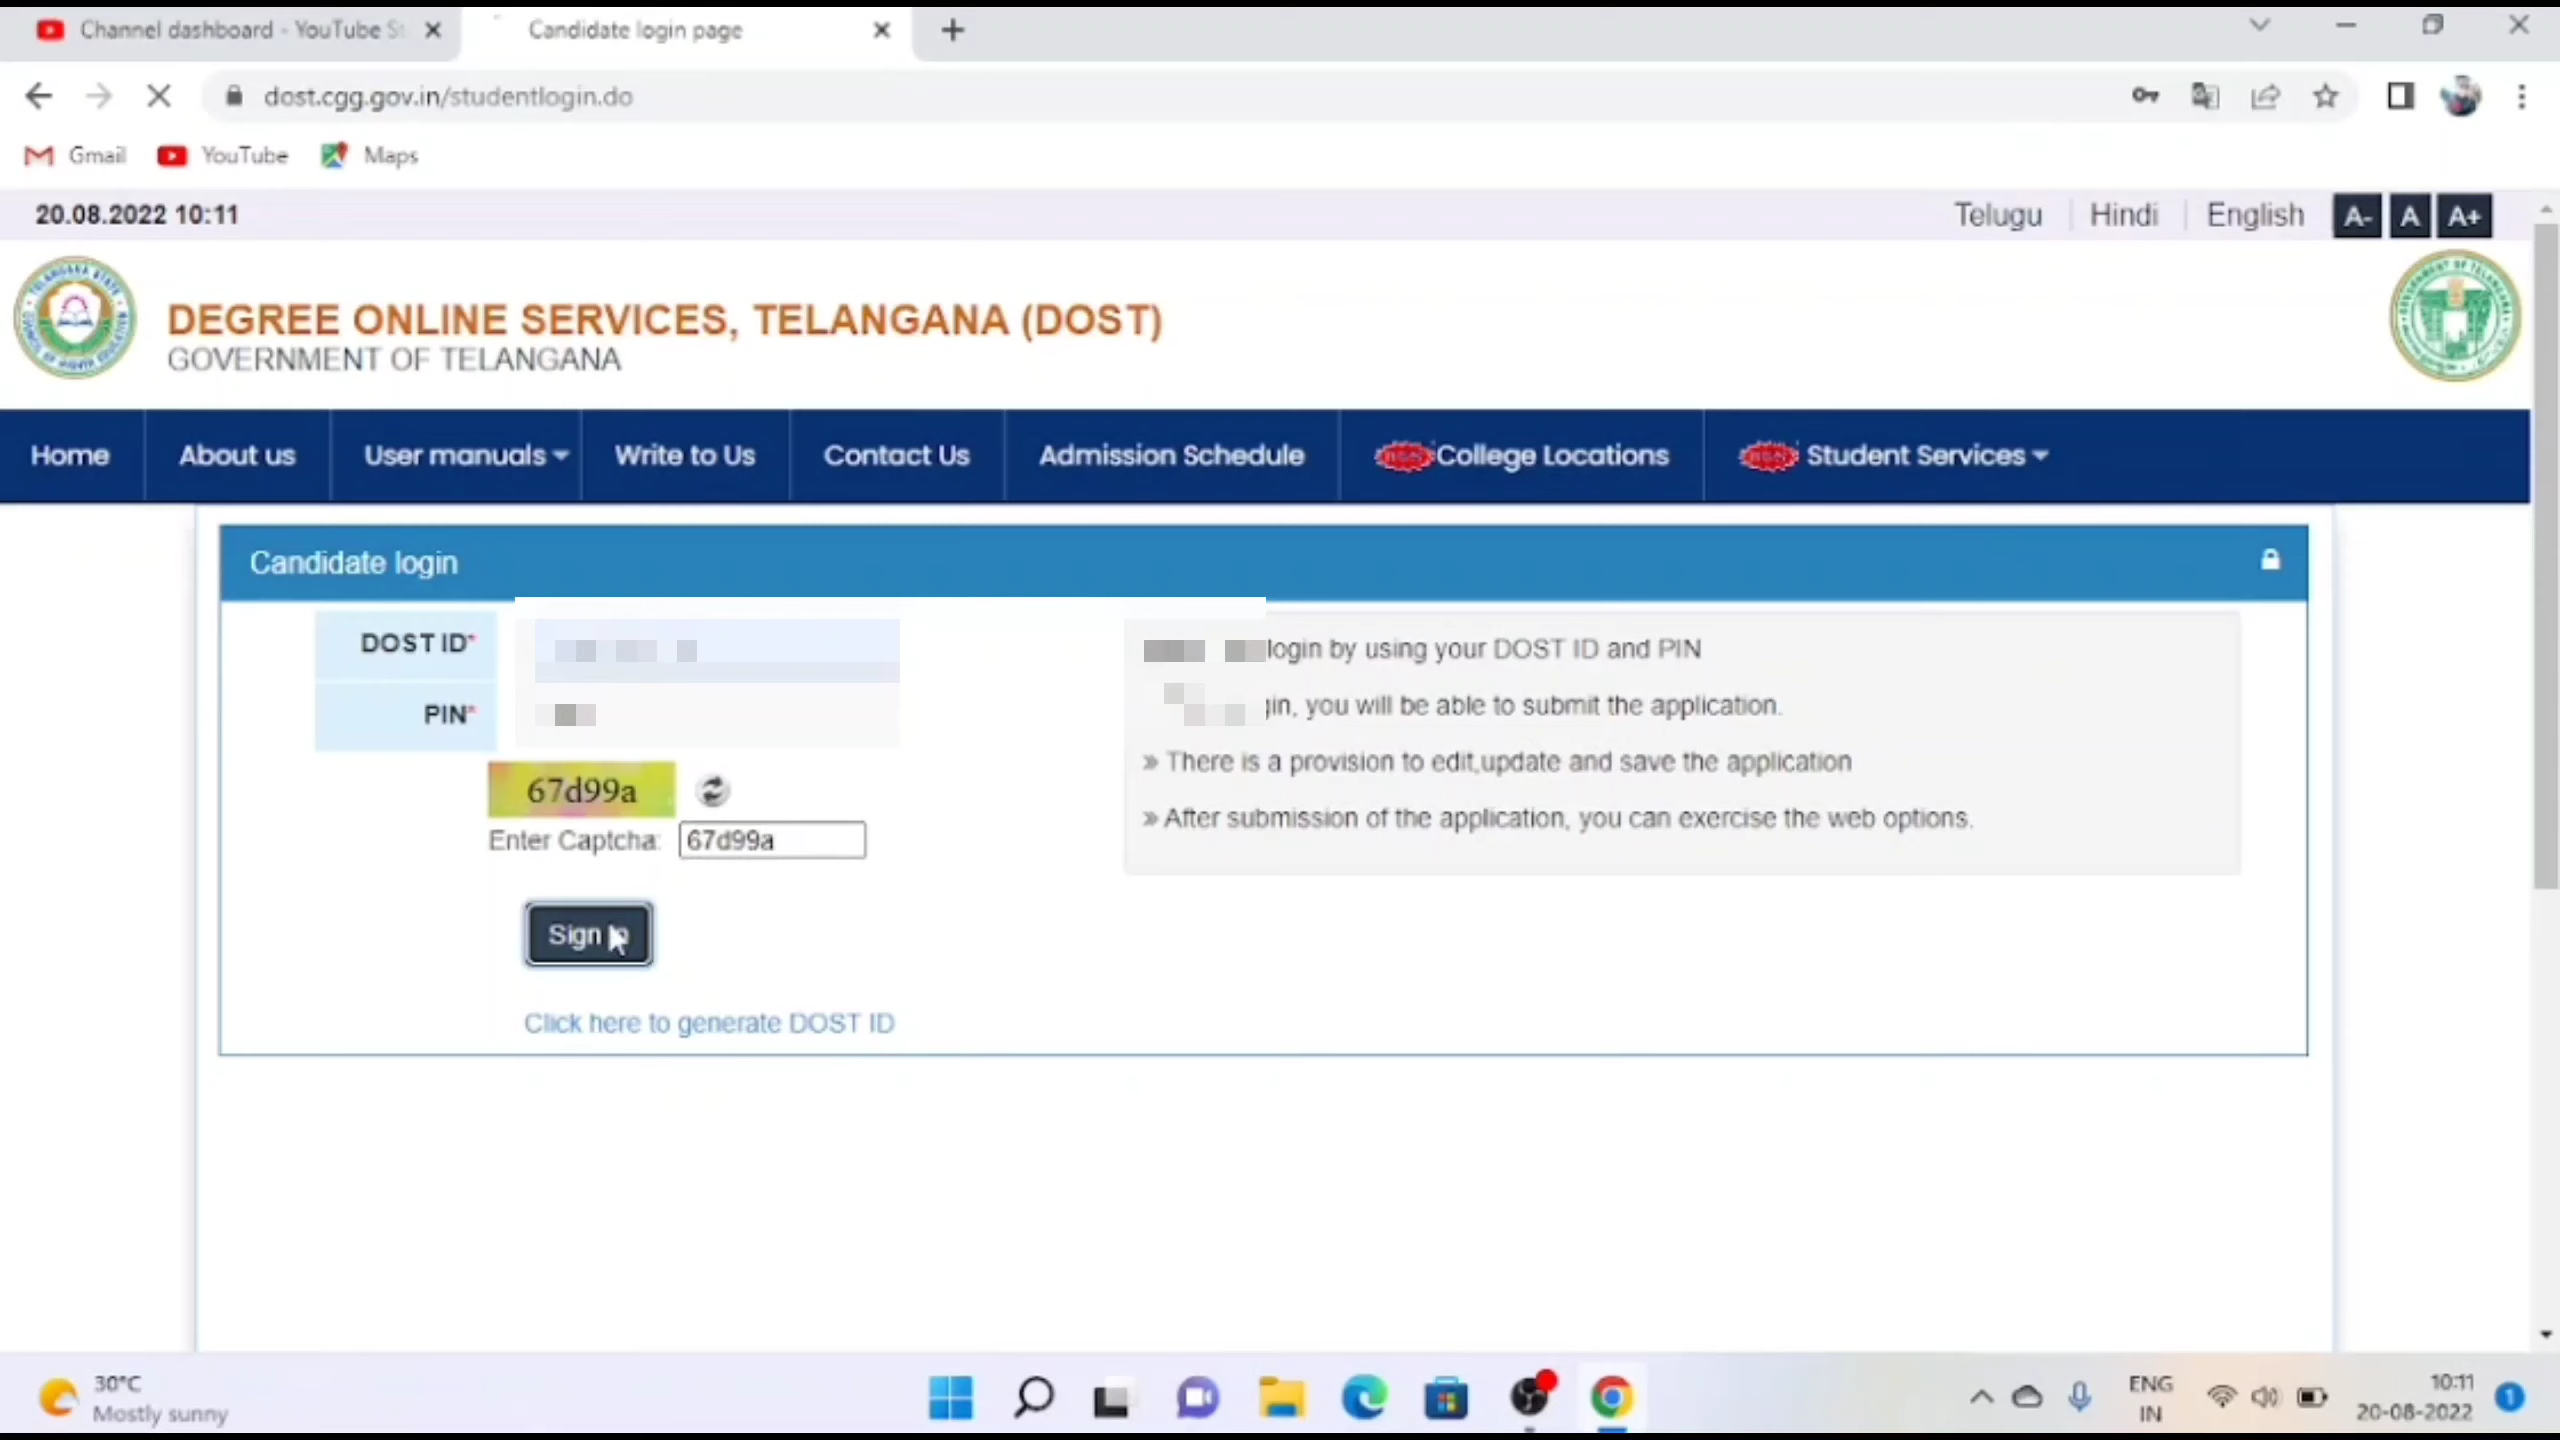 Channel dashboard - YouTube St
Candidate login page
dost.cgg.gov.in/studentlogin.do
Gmail
YouTube
Maps
20.08.2022 10:11
Telugu
Hindi
English
A-
A
A+
DEGREE ONLINE SERVICES, TELANGANA (DOST)
GOVERNMENT OF TELANGANA
Home
About us
User manuals
Write to Us
Contact Us
Admission Schedule
College Locations
Student Services
Candidate login
DOST ID*
login by using your DOST ID and PIN
PIN*
gin, you will be able to submit the application.
» There is a provision to edit,update and save the application
67d99a
Enter Captcha: 67d99a
» After submission of the application, you can exercise the web options.
Sign
Click here to generate DOST ID
30°C
Mostly sunny
ENG
IN
10:11
20-08-2022
1